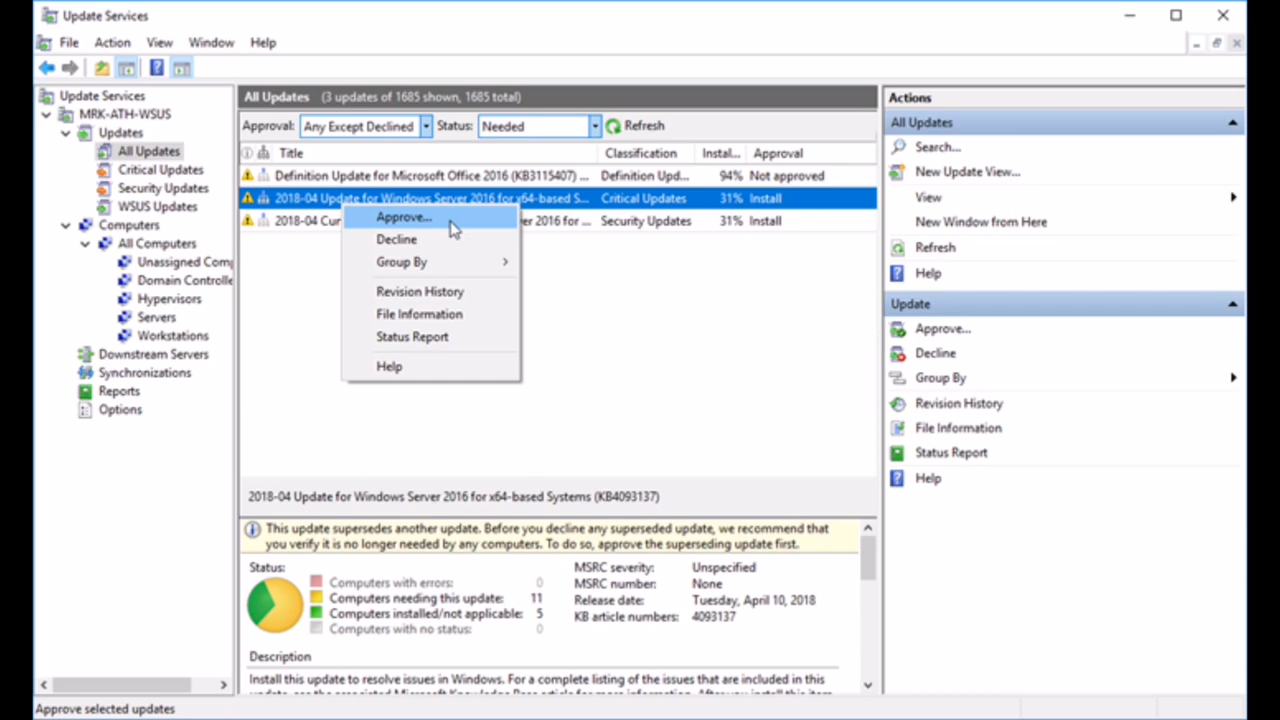 Update Services
File Action View Window Help
Update Services
MRK-ATH-WSUS
Updates
All Updates
Critical Updates
Security Updates
WSUS Updates
Computers
All Computers
Unassigned Comp
Domain Controlle
Hypervisors
Servers
Workstations
Downstream Servers
Synchronizations
Reports
Options
All Updates (3 updates of 1685 shown, 1685 total)
Approval: Any Except Declined Status: Needed Refresh
Title Classification Instal... Approval
Definition Update for Microsoft Office 2016 (KB3115407) ... Definition Upd... 94% Not approved
2018-04 Update for Windows Server 2016 for x64-based S... Critical Updates 31% Install
2018-04 Cur er 2016 for ... Security Updates 31% Install
Approve...
Decline
Group By
Revision History
File Information
Status Report
Help
2018-04 Update for Windows Server 2016 for x64-based Systems (KB4093137)
This update supersedes another update. Before you decline any superseded update, we recommend that
you verify it is no longer needed by any computers. To do so, approve the superseding update first.
Status:
Computers with errors: 0
Computers needing this update: 11
Computers installed/not applicable: 5
Computers with no status: 0
MSRC severity: Unspecified
MSRC number: None
Release date: Tuesday, April 10, 2018
KB article numbers: 4093137
Description
Install this update to resolve issues in Windows. For a complete listing of the issues that are included in this
Actions
All Updates
Search...
New Update View...
View
New Window from Here
Refresh
Help
Update
Approve...
Decline
Group By
Revision History
File Information
Status Report
Help
Approve selected updates